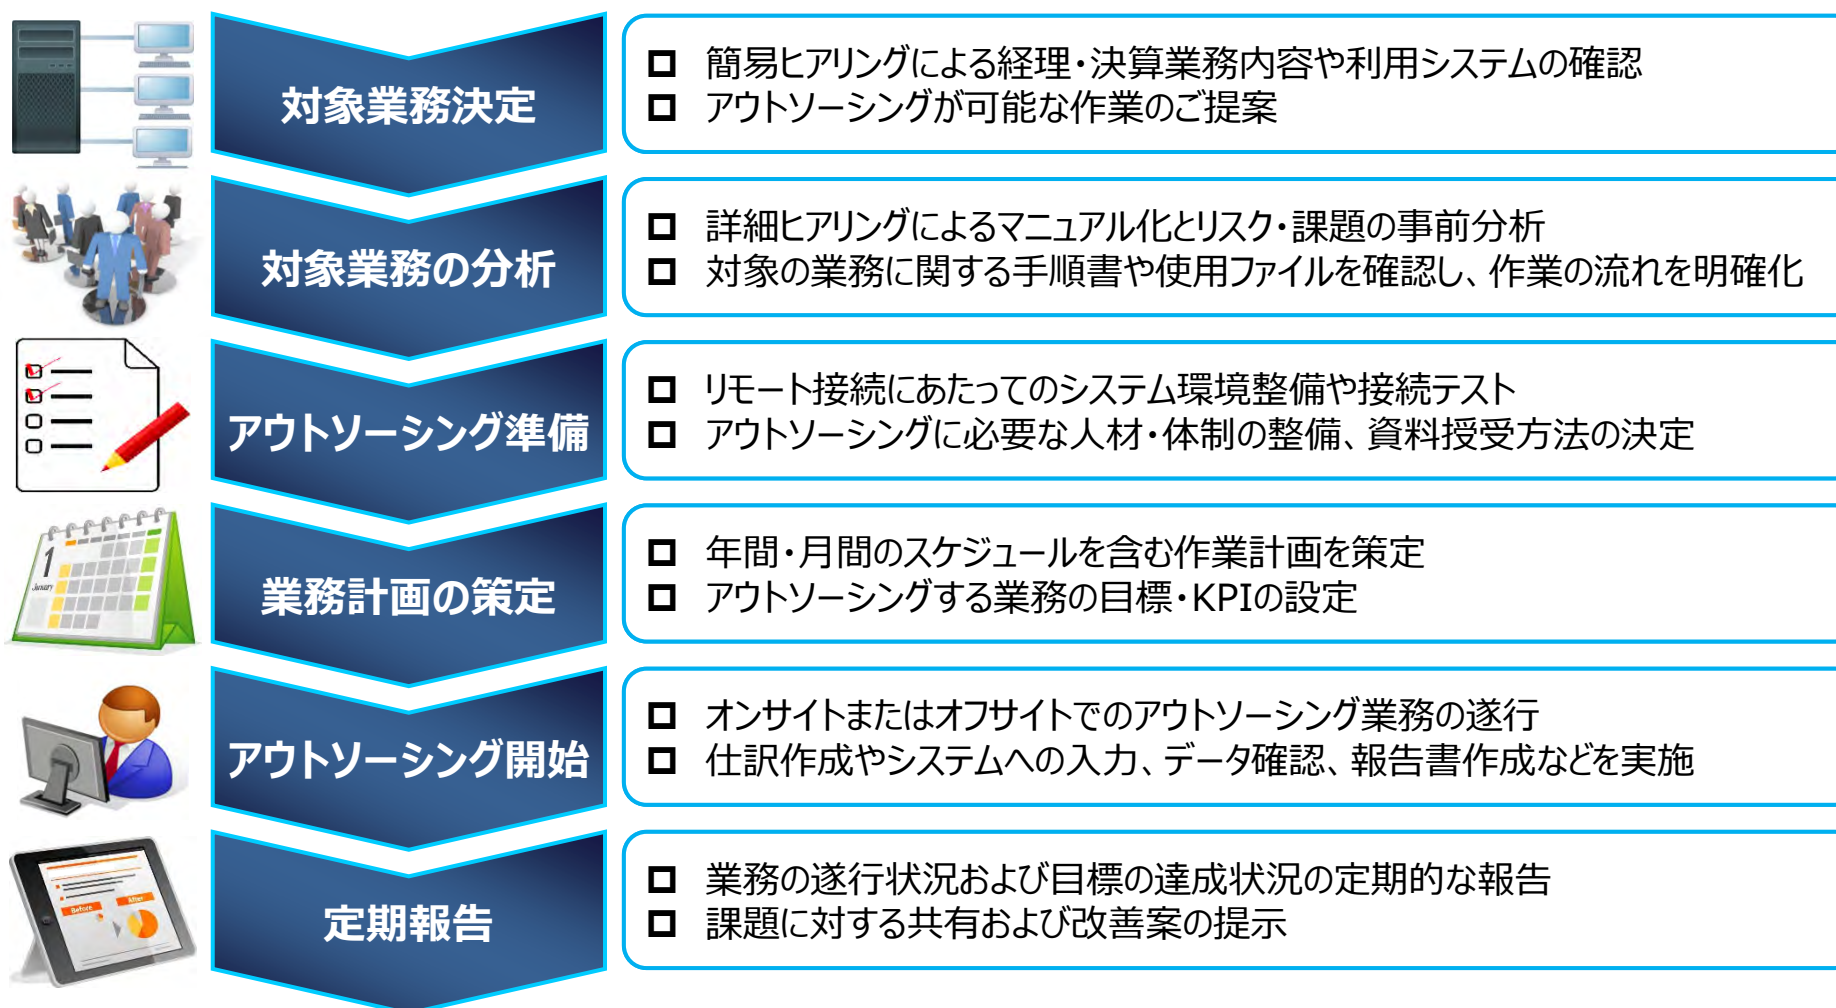 対象業務決定
簡易ヒアリングによる経理・決算業務内容や利用システムの確認
アウトソーシングが可能な作業のご提案
対象業務の分析
詳細ヒアリングによるマニュアル化とリスク・課題の事前分析
対象の業務に関する手順書や使用ファイルを確認し、作業の流れを明確化
アウトソーシング準備
リモート接続にあたってのシステム環境整備や接続テスト
アウトソーシングに必要な人材・体制の整備、資料授受方法の決定
1
January
業務計画の策定
年間・月間のスケジュールを含む作業計画を策定
アウトソーシングする業務の目標・KPIの設定
アウトソーシング開始
オンサイトまたはオフサイトでのアウトソーシング業務の遂行
仕訳作成やシステムへの入力、データ確認、報告書作成などを実施
Before
After
定期報告
業務の遂行状況および目標の達成状況の定期的な報告
課題に対する共有および改善案の提示